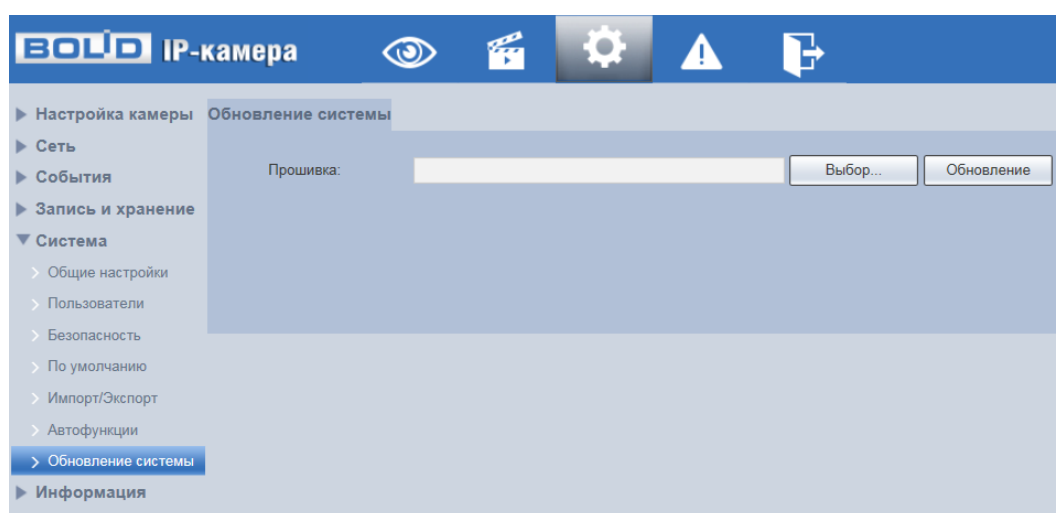 BOLID IP-камера
Настройка камеры
Обновление системы
Сеть
Прошивка:
Выбор...
Обновление
События
Запись и хранение
Система
Общие настройки
Пользователи
Безопасность
По умолчанию
Импорт/Экспорт
Автофункции
Обновление системы
Информация